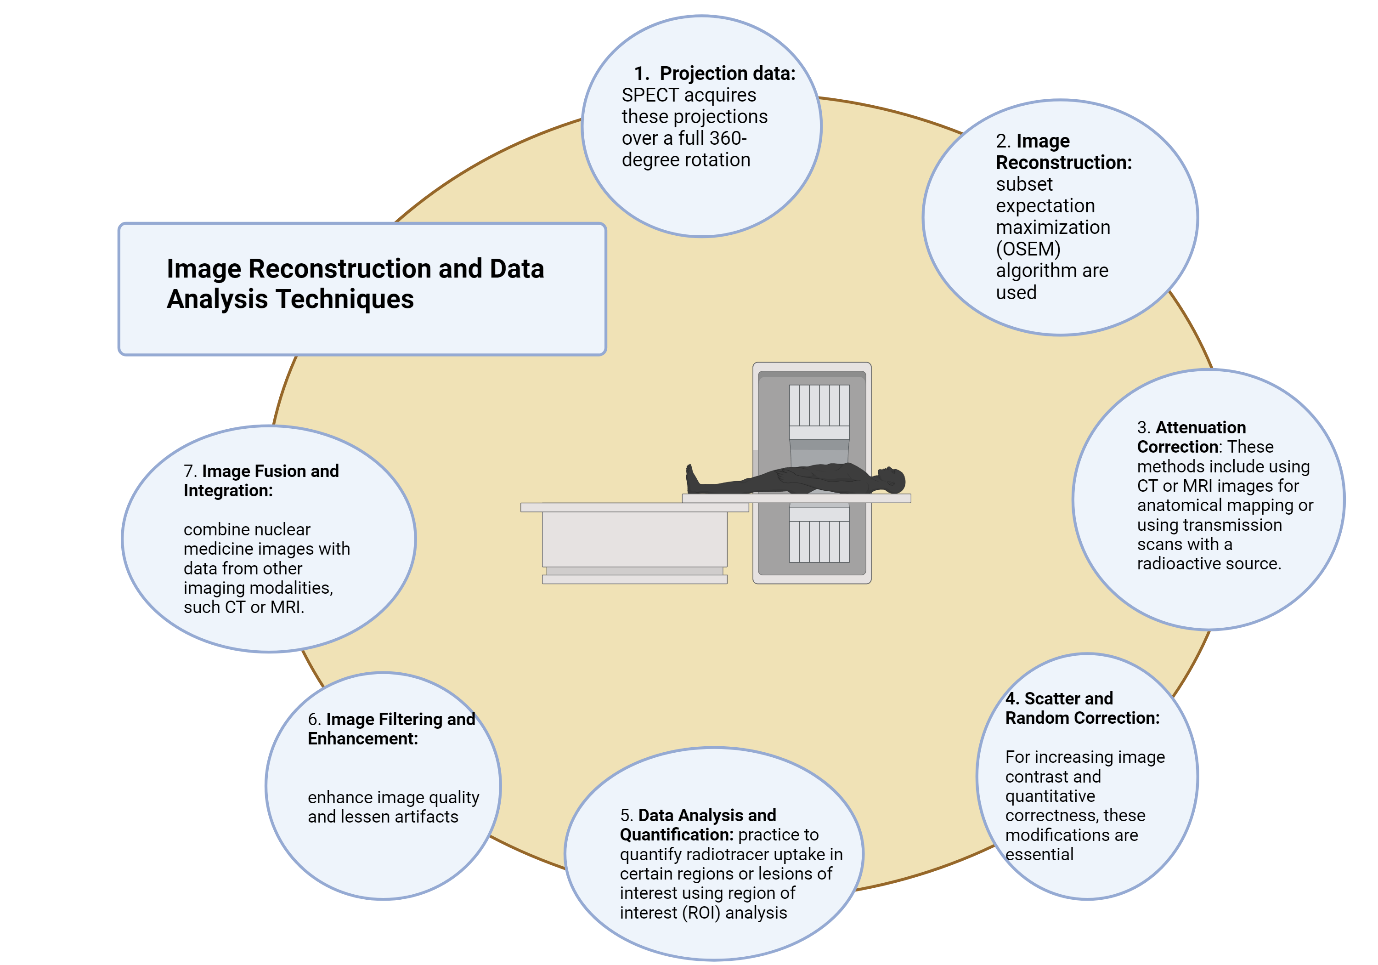 Image Reconstruction and Data
Analysis Techniques
1. Projection data:
SPECT acquires
these projections
over a full 360-
degree rotation
2. Image
Reconstruction:
subset
expectation
maximization
(OSEM)
algorithm are
used
3. Attenuation
Correction: These
methods include using
CT or MRI images for
anatomical mapping or
using transmission
scans with a
radioactive source.
4. Scatter and
Random Correction:
For increasing image
contrast and
quantitative
correctness, these
modifications are
essential
5. Data Analysis and
Quantification: practice to
quantify radiotracer uptake in
certain regions or lesions of
interest using region of
interest (ROI) analysis
6. Image Filtering and
Enhancement:
enhance image quality
and lessen artifacts
7. Image Fusion and
Integration:
combine nuclear
medicine images with
data from other
imaging modalities,
such CT or MRI.